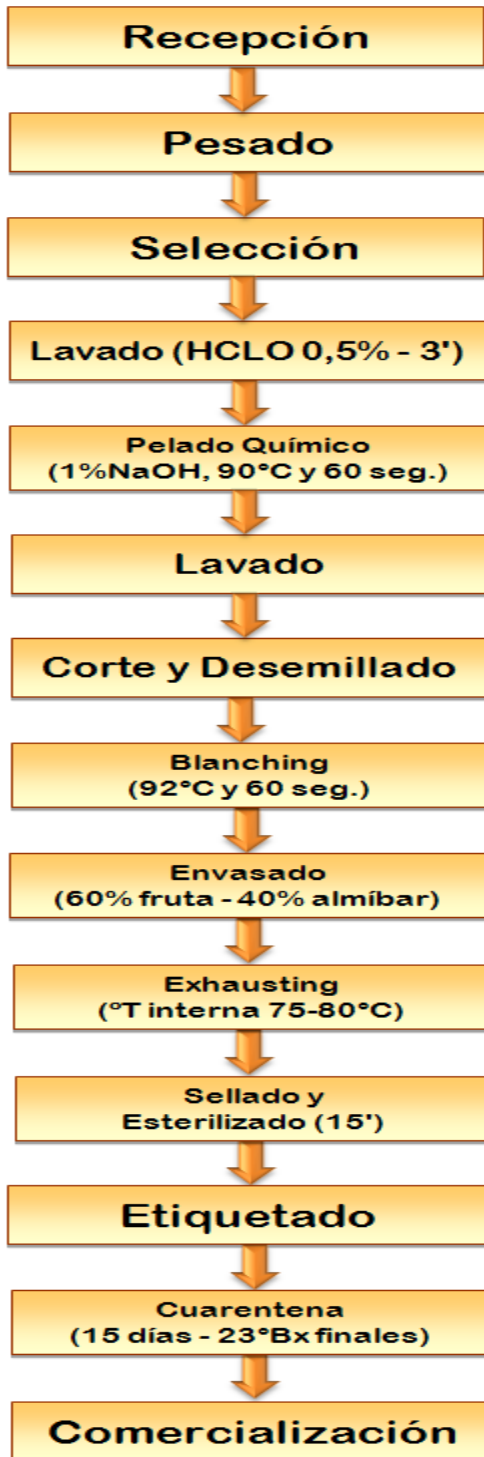 Recepción
Pesado
Selección
Lavado (HCLO 0,5% - 3')
Pelado Químico
(1%NaOH, 90°C y 60 seg.)
Lavado
Corte y Desemillado
Blanching
(92°C y 60 seg.)
Envasado
(60% fruta - 40% almíbar)
Exhausting
(°T interna 75-80°C)
Sellado y
Esterilizado (15')
Etiquetado
Cuarentena
(15 días - 23°Bx finales)
Comercialización